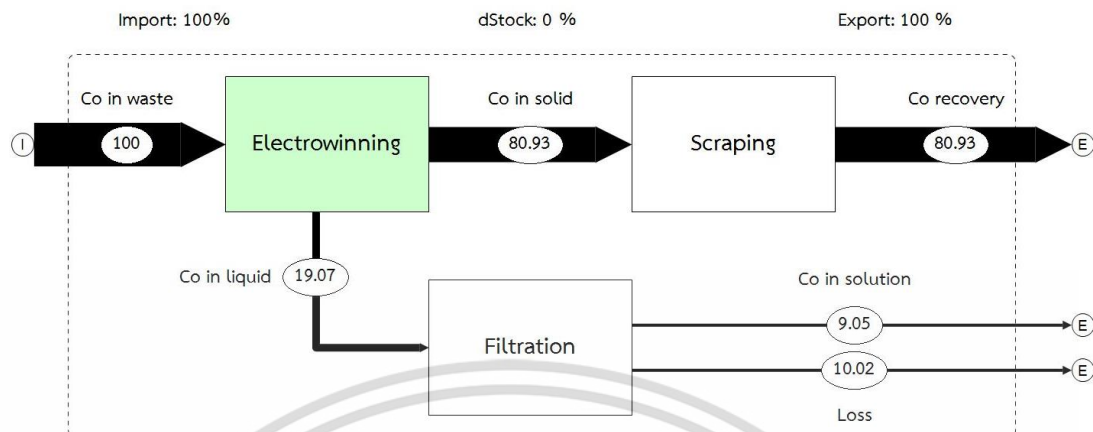 Import: 100%
dStock: 0 %
Export: 100 %
Co in waste
Co in solid
Co recovery
I
100
Electrowinning
80.93
Scraping
80.93
E
Co in liquid
19.07
Co in solution
Filtration
9.05
E
10.02
E
Loss